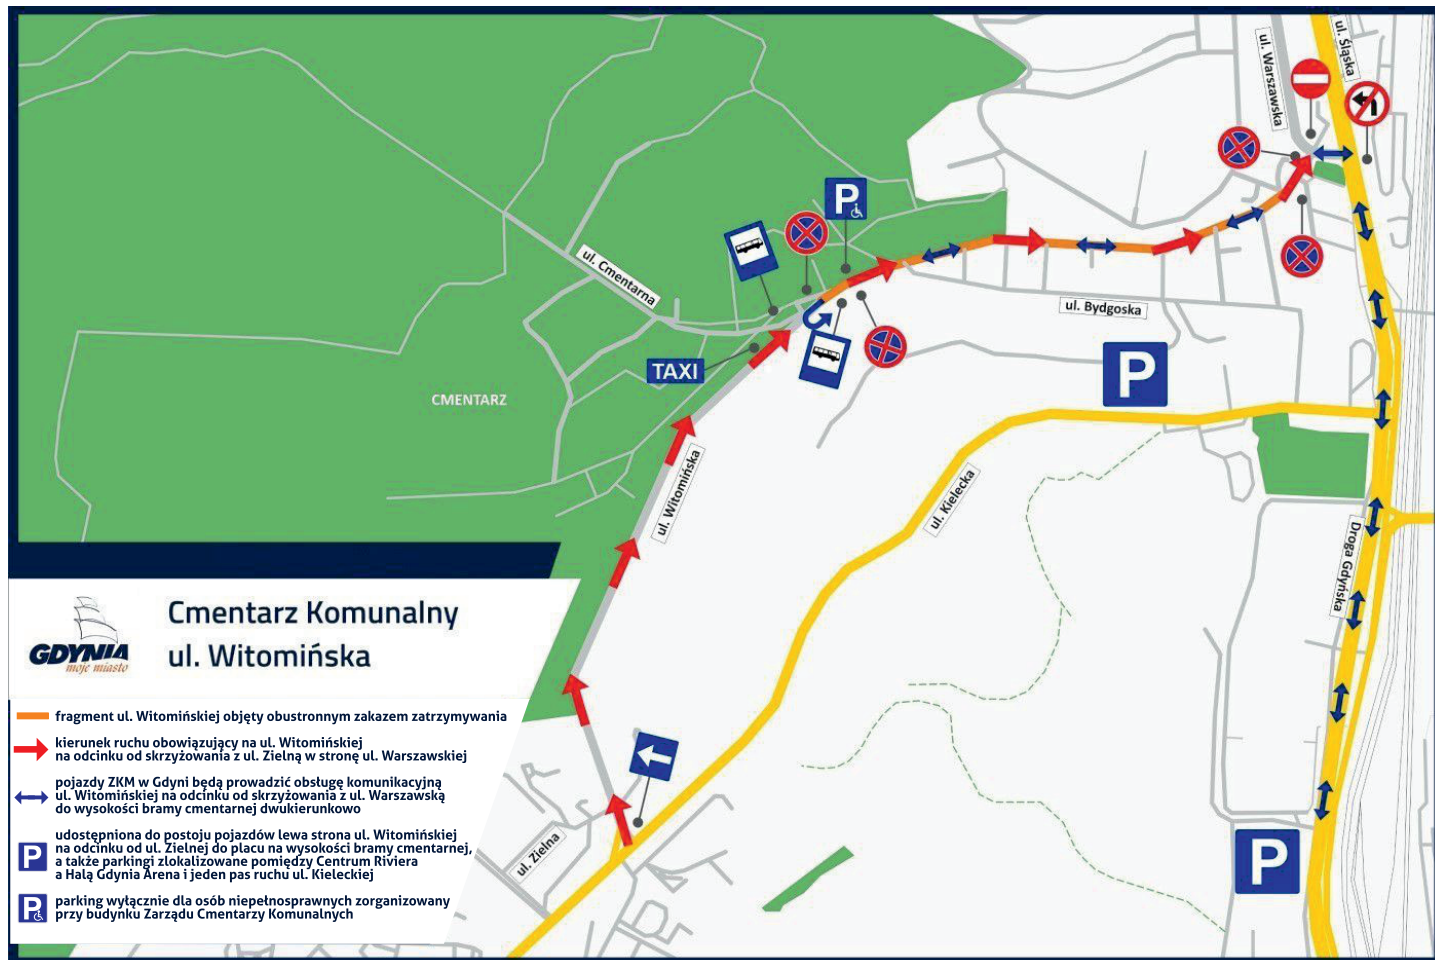 ul. Śląska
ul. Warszawska
P
ul. Cmentarna
ul. Bydgoska
TAXI
P
CMENTARZ
ul. Witomińska
ul. Kielecka
Droga Gdyńska
Cmentarz Komunalny
ul. Witomińska
GDYNIA
moje miasto
fragment ul. Witomińskiej objęty obustronnym zakazem zatrzymywania
kierunek ruchu obowiązujący na ul. Witomińskiej
na odcinku od skrzyżowania z ul. Zielną w stronę ul. Warszawskiej
pojazdy ZKM w Gdyni będą prowadzić obsługę komunikacyjną
ul. Witomińskiej na odcinku od skrzyżowania z ul. Warszawską
do wysokości bramy cmentarnej dwukierunkowo
P
udostępniona do postoju pojazdów lewa strona ul. Witomińskiej
na odcinku od ul. Zielnej do placu na wysokości bramy cmentarnej,
a także parkingi zlokalizowane pomiędzy Centrum Riviera
a Halą Gdynia Arena i jeden pas ruchu ul. Kieleckiej
P
parking wyłącznie dla osób niepełnosprawnych zorganizowany
przy budynku Zarządu Cmentarzy Komunalnych
ul. Zielna
P